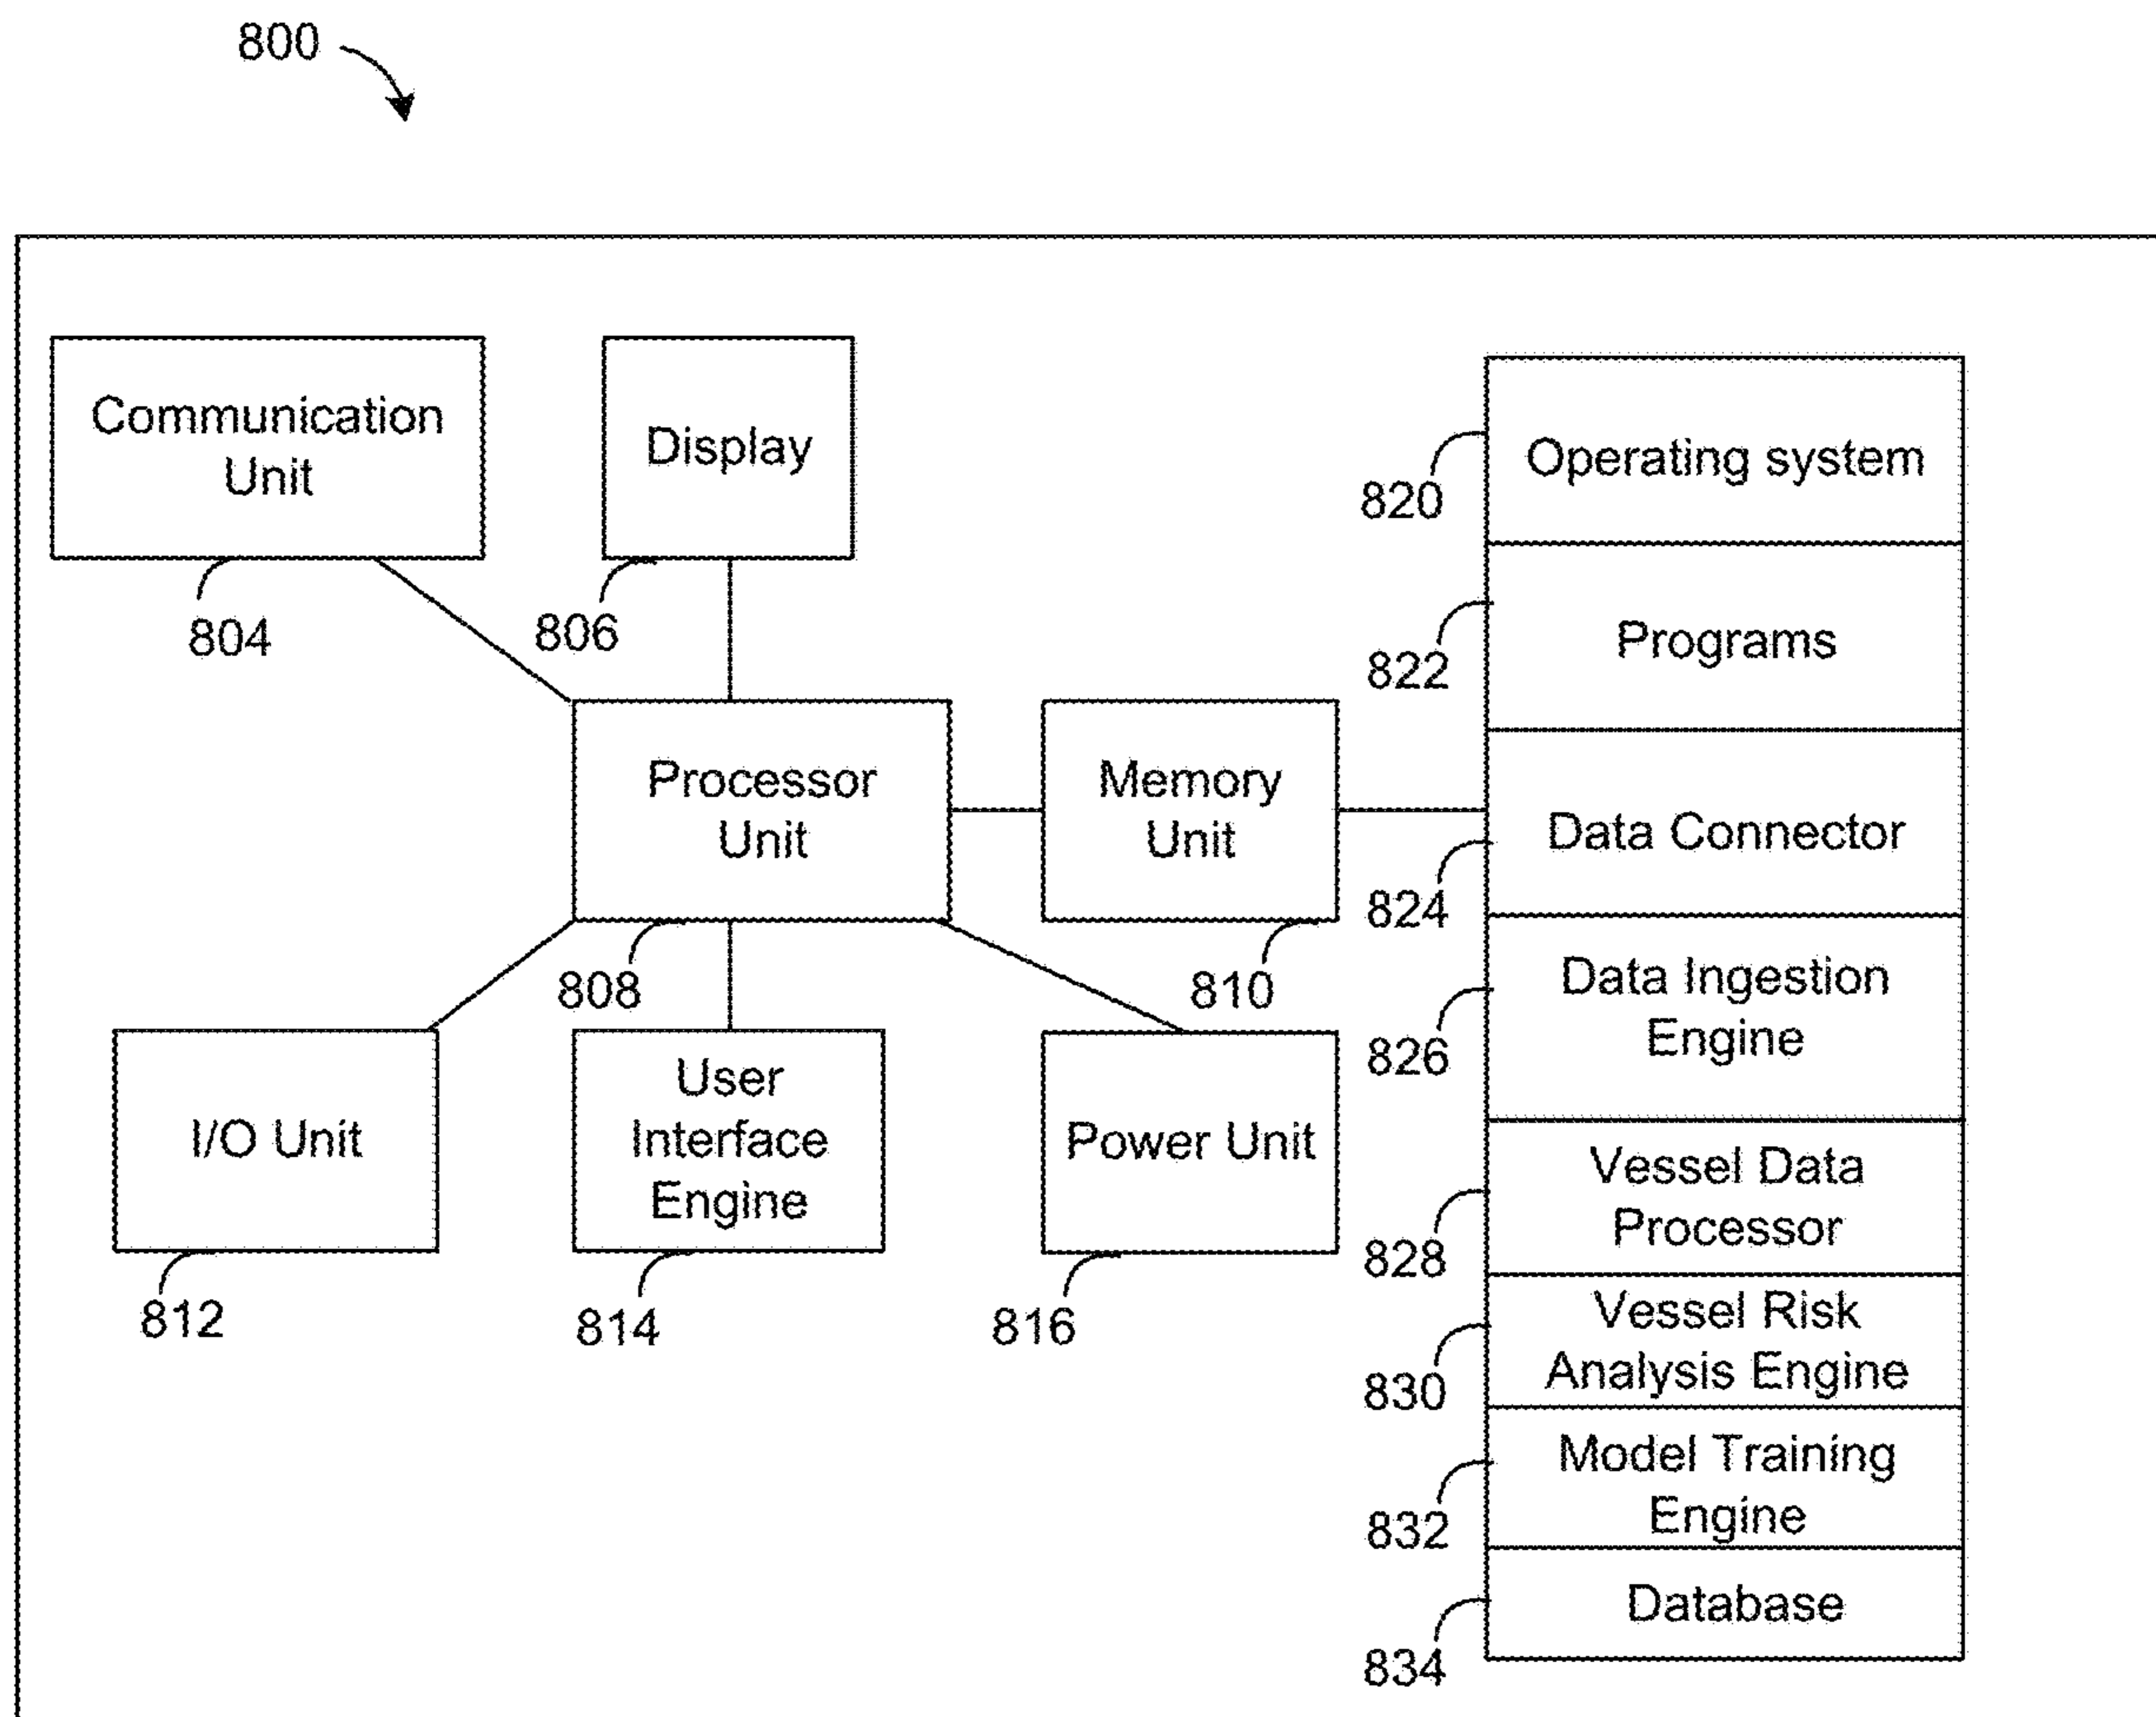 800
Communication
Unit
804
Display
806
Processor
Unit
808
Memory
Unit
810
I/O Unit
812
User
Interface
Engine
814
Power Unit
816
Operating system
820
Programs
822
Data Connector
824
Data Ingestion
Engine
826
Vessel Data
Processor
828
Vessel Risk
Analysis Engine
830
Model Training
Engine
832
Database
834